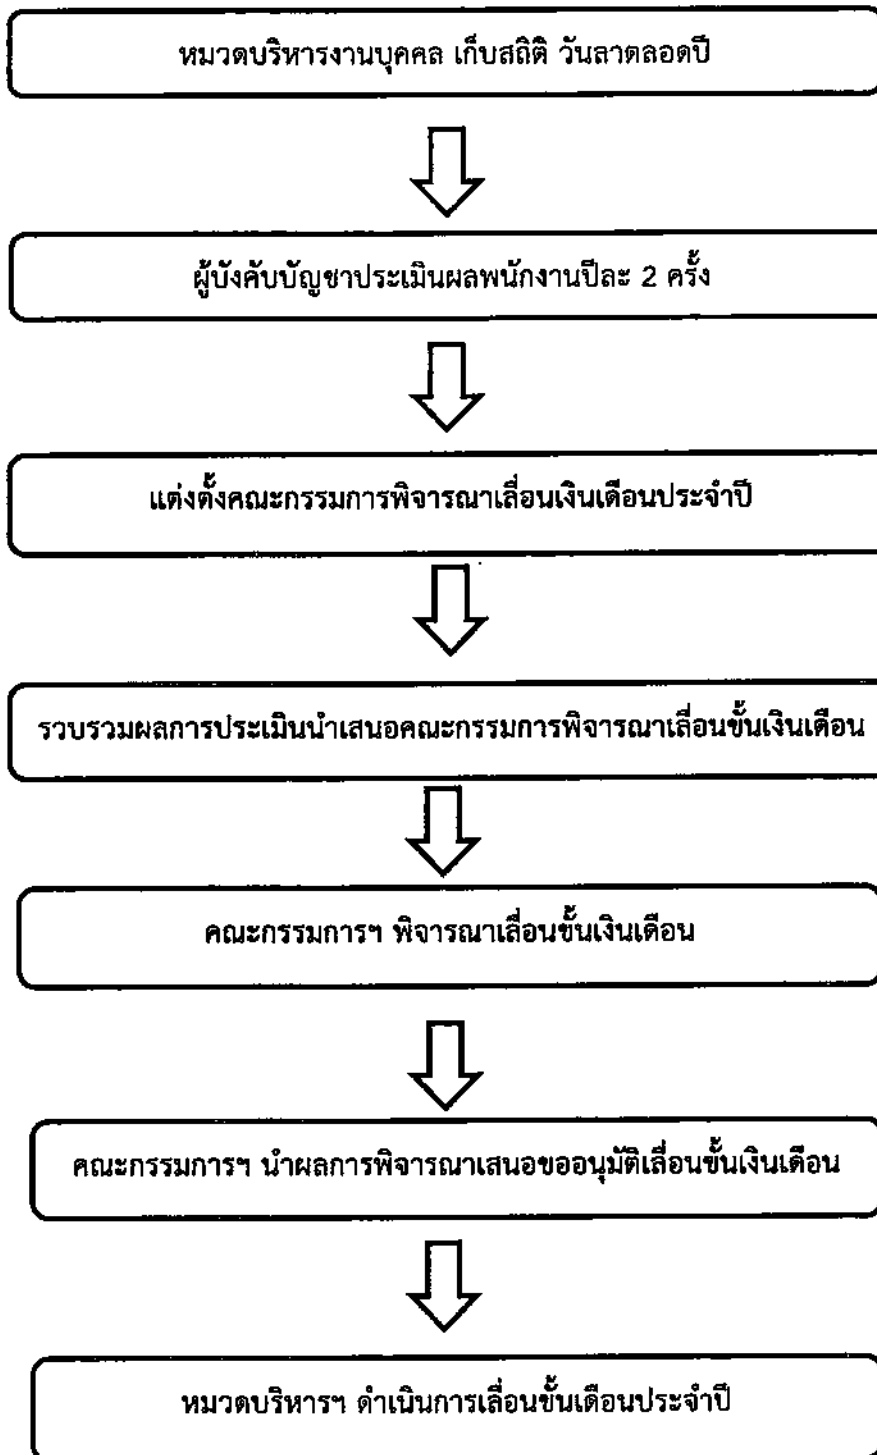 หมวดบริหารงานบุคคล เก็บสถิติ วันลาตลอดปี
ผู้บังคับบัญชาประเมินผลพนักงานปีละ 2 ครั้ง
แต่งตั้งคณะกรรมการพิจารณาเลื่อนเงินเดือนประจำปี
รวบรวมผลการประเมินนำเสนอคณะกรรมการพิจารณาเลื่อนขั้นเงินเดือน
คณะกรรมการฯ พิจารณาเลื่อนขั้นเงินเดือน
คณะกรรมการฯ นำผลการพิจารณาเสนอขออนุมัติเลื่อนขั้นเงินเดือน
หมวดบริหารฯ ดำเนินการเลื่อนขั้นเดือนประจำปี